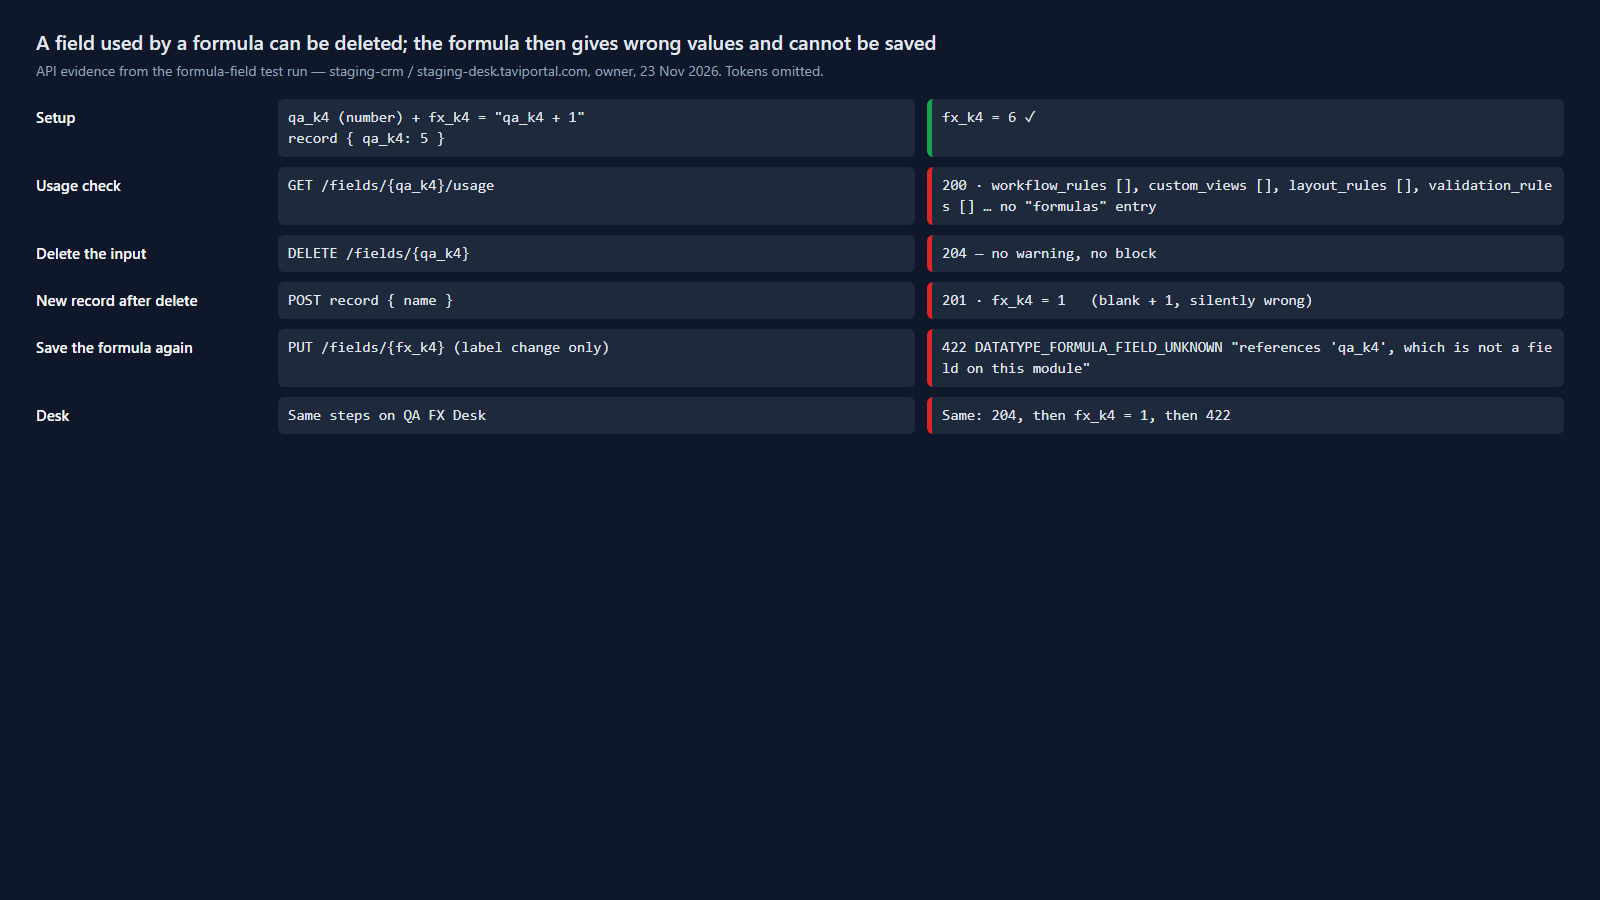 A field used by a formula can be deleted; the formula then gives wrong values and cannot be saved
API evidence from the formula-field test run — staging-crm / staging-desk.taviportal.com, owner, 23 Nov 2026. Tokens omitted.
Setup
qa_k4 (number) + fx_k4 = "qa_k4 + 1"
record { qa_k4: 5 }
fx_k4 = 6 ✓
Usage check
GET /fields/{qa_k4}/usage
200 · workflow_rules [], custom_views [], layout_rules [], validation_rule
s [] … no "formulas" entry
Delete the input
DELETE /fields/{qa_k4}
204 — no warning, no block
New record after delete
POST record { name }
201 · fx_k4 = 1   (blank + 1, silently wrong)
Save the formula again
PUT /fields/{fx_k4} (label change only)
422 DATATYPE_FORMULA_FIELD_UNKNOWN "references 'qa_k4', which is not a fie
ld on this module"
Desk
Same steps on QA FX Desk
Same: 204, then fx_k4 = 1, then 422